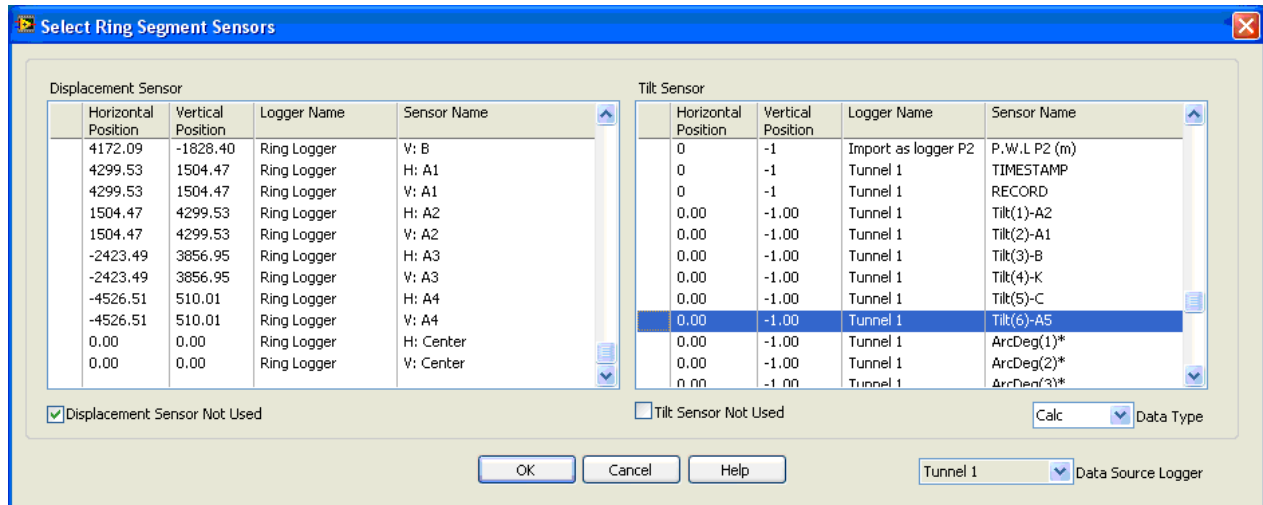 Select Ring Segment Sensors
Displacement Sensor
Horizontal Position Vertical Position Logger Name Sensor Name
4172.09 -1828.40 Ring Logger V: B
4299.53 1504.47 Ring Logger H: A1
4299.53 1504.47 Ring Logger V: A1
1504.47 4299.53 Ring Logger H: A2
1504.47 4299.53 Ring Logger V: A2
-2423.49 3856.95 Ring Logger H: A3
-2423.49 3856.95 Ring Logger V: A3
-4526.51 510.01 Ring Logger H: A4
-4526.51 510.01 Ring Logger V: A4
0.00 0.00 Ring Logger H: Center
0.00 0.00 Ring Logger V: Center
Displacement Sensor Not Used
Tilt Sensor
Horizontal Position Vertical Position Logger Name Sensor Name
0 -1 Import as logger P2 P.W.L P2 (m)
0 -1 Tunnel 1 TIMESTAMP
0 -1 Tunnel 1 RECORD
0.00 -1.00 Tunnel 1 Tilt(1)-A2
0.00 -1.00 Tunnel 1 Tilt(2)-A1
0.00 -1.00 Tunnel 1 Tilt(3)-B
0.00 -1.00 Tunnel 1 Tilt(4)-K
0.00 -1.00 Tunnel 1 Tilt(5)-C
0.00 -1.00 Tunnel 1 Tilt(6)-A5
0.00 -1.00 Tunnel 1 ArcDeg(1)*
0.00 -1.00 Tunnel 1 ArcDeg(2)*
0.00 -1.00 Tunnel 1 ArcDeg(3)*
Tilt Sensor Not Used
Calc Data Type
OK Cancel Help
Tunnel 1 Data Source Logger